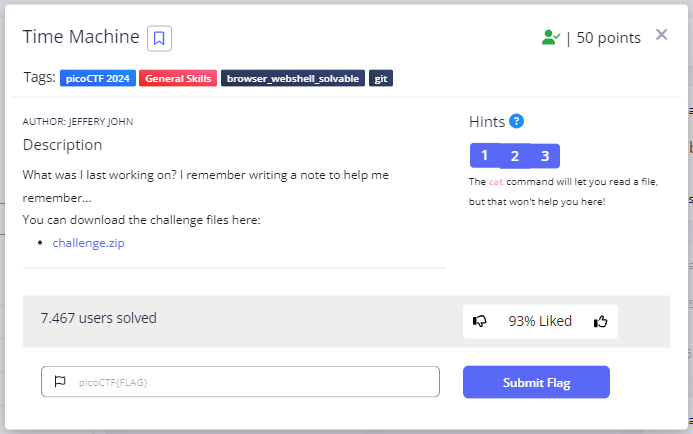 Time Machine
| 50 points
Tags: picoCTF 2024 General Skills browser_webshell_solvable git
AUTHOR: JEFFERY JOHN
Description
What was I last working on? I remember writing a note to help me
remember...
You can download the challenge files here:
challenge.zip
Hints ?
1 2 3
The cat command will let you read a file,
but that won't help you here!
7.467 users solved
93% Liked
picoCTF{FLAG}
Submit Flag